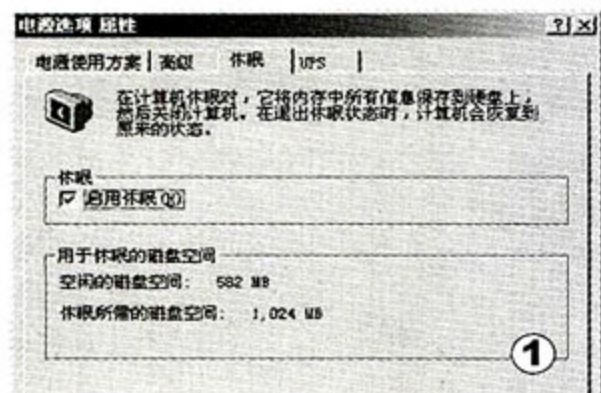 电源选项 属性
电源使用方案 高级 休眠 UPS
在计算机休眠时，它将内存中所有信息保存到硬盘上，
然后关闭计算机。在退出休眠状态时，计算机会恢复到
原来的状态。
休眠
启用休眠(H)
用于休眠的磁盘空间
空闲的磁盘空间： 582 MB
休眠所需的磁盘空间： 1,024 MB
1